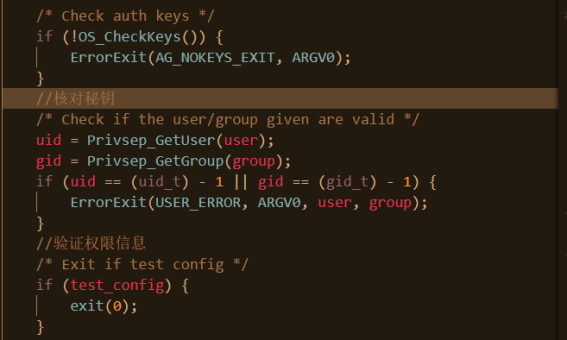 /* Check auth keys */
if (!OS_CheckKeys()) {
ErrorExit(AG_NOKEYS_EXIT, ARGV0);
}
//核对秘钥
/* Check if the user/group given are valid */
uid = Privsep_GetUser(user);
gid = Privsep_GetGroup(group);
if (uid == (uid_t) - 1 || gid == (gid_t) - 1) {
ErrorExit(USER_ERROR, ARGV0, user, group);
}
//验证权限信息
/* Exit if test config */
if (test_config) {
exit(0);
}